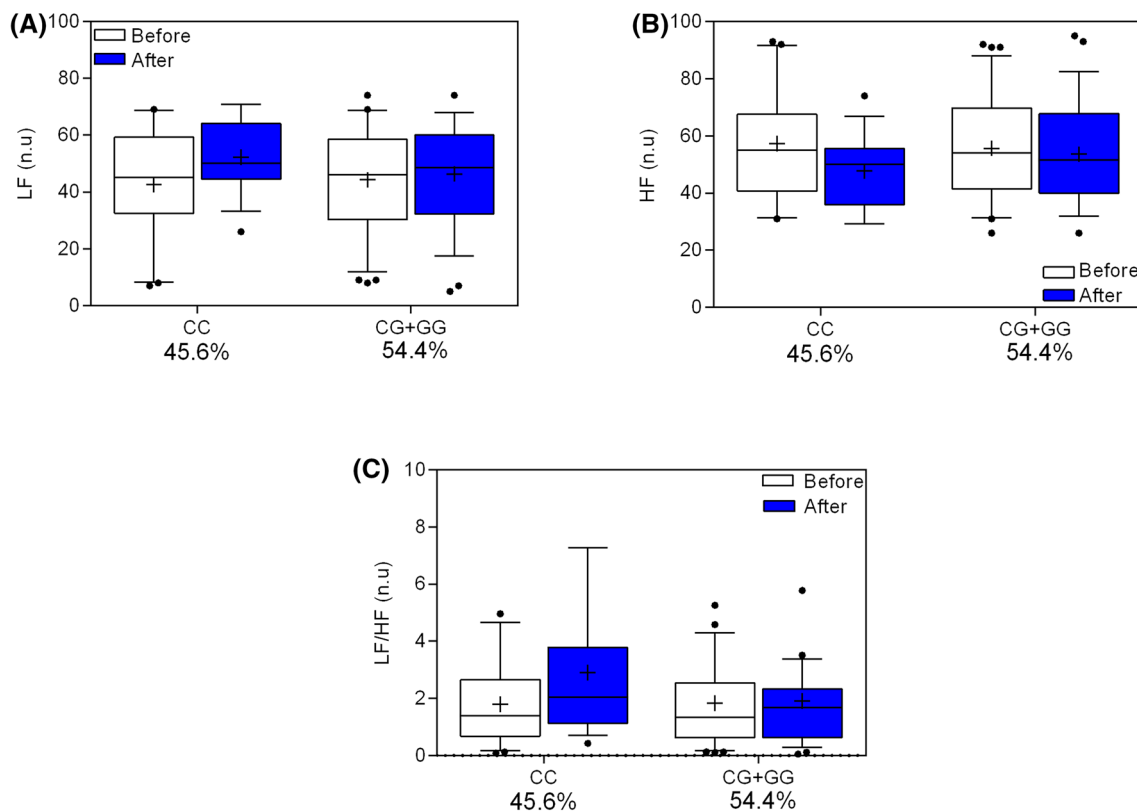 (A)
100
80
60
40
20
0
LF (n.u)
Before
After
CC
45.6%
CG+GG
54.4%
(B)
100
80
60
40
20
0
HF (n.u)
Before
After
CC
45.6%
CG+GG
54.4%
(C)
10
8
6
4
2
0
LF/HF (n.u)
Before
After
CC
45.6%
CG+GG
54.4%